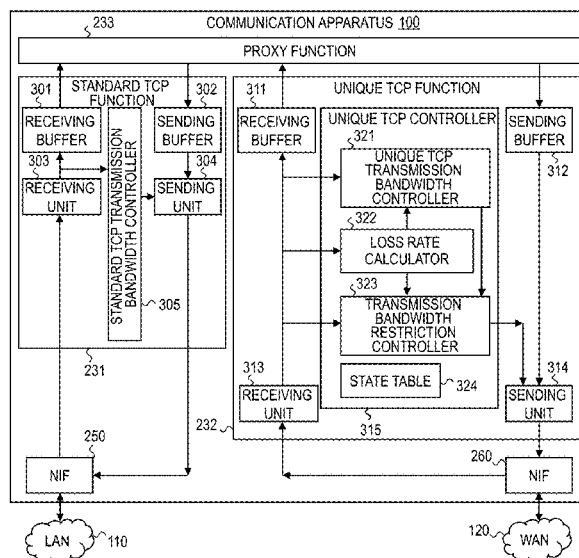 COMMUNICATION APPARATUS 100
233
PROXY FUNCTION
STANDARD TCP
FUNCTION
301
302
RECEIVING
BUFFER
SENDING
BUFFER
303
304
RECEIVING
UNIT
SENDING
UNIT
STANDARD TCP TRANSMISSION
BANDWIDTH CONTROLLER
305
231
UNIQUE TCP FUNCTION
311
RECEIVING
BUFFER
UNIQUE TCP CONTROLLER
321
UNIQUE TCP
TRANSMISSION
BANDWIDTH
CONTROLLER
SENDING
BUFFER
312
322
LOSS RATE
CALCULATOR
323
TRANSMISSION
BANDWIDTH
RESTRICTION
CONTROLLER
STATE TABLE
324
313
RECEIVING
UNIT
314
SENDING
UNIT
232
315
250
NIF
260
NIF
LAN
110
120
WAN